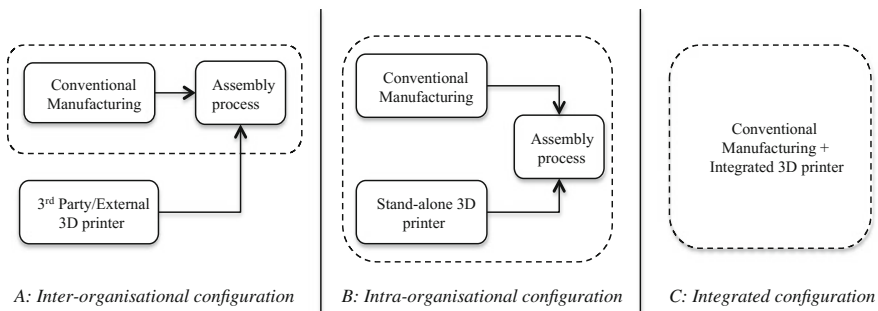 Conventional
Manufacturing
Assembly
process
3rd Party/External
3D printer
A: Inter-organisational configuration
Conventional
Manufacturing
Assembly
process
Stand-alone 3D
printer
B: Intra-organisational configuration
Conventional
Manufacturing +
Integrated 3D printer
C: Integrated configuration